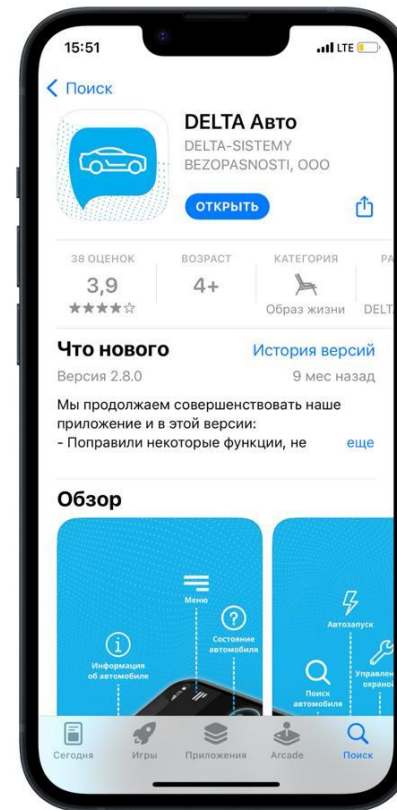 15:51
LTE
Поиск
DELTA Авто
DELTA-SISTEMY
BEZOPASNOSTI, OOO
ОТКРЫТЬ
38 ОЦЕНОК
ВОЗРАСТ
КАТЕГОРИЯ
РА
3,9
4+
Образ жизни
DELT
Что нового
История версий
Версия 2.8.0
9 мес назад
Мы продолжаем совершенствовать наше
приложение и в этой версии:
- Поправили некоторые функции, не
еще
Обзор
Меню
Состояние
автомобиля
Информация
об автомобиле
Автозапуск
Поиск
автомобиля
Управлен
охрано
Сегодня
Игры
Приложения
Arcade
Поиск